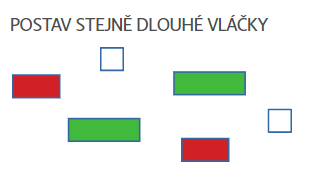 POSTAV STEJNĚ DLOUHÉ VLÁČKY